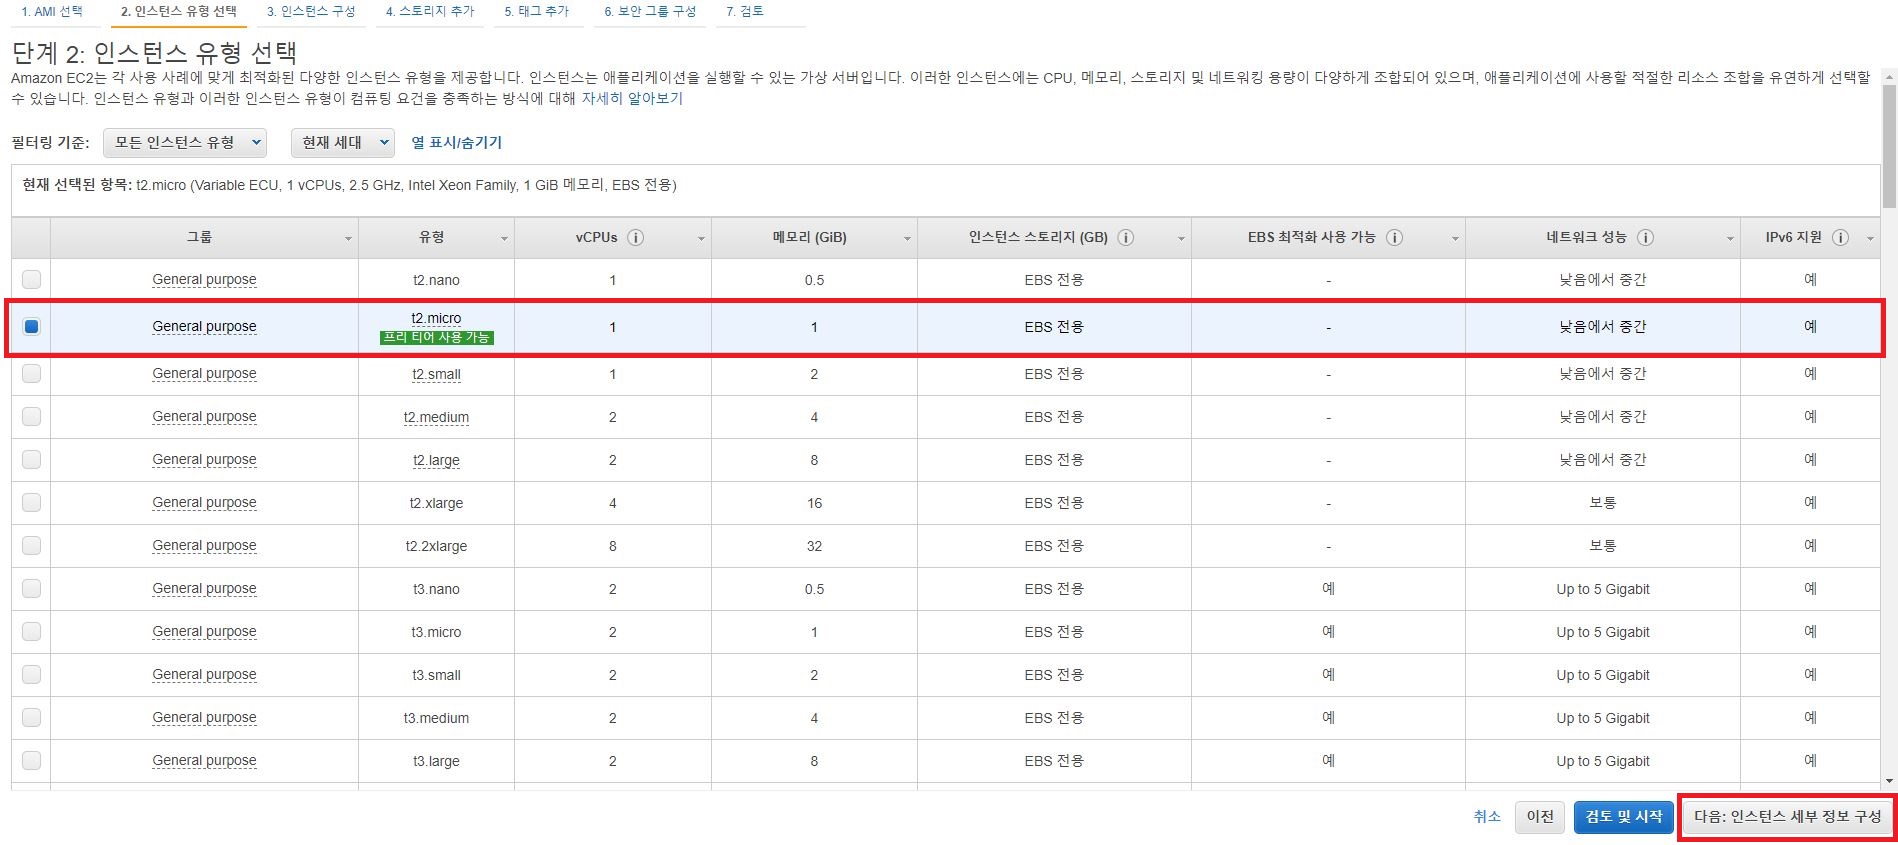 1. AMI 선택 2. 인스턴스 유형 선택 3. 인스턴스 구성 4. 스토리지 추가 5. 태그 추가 6. 보안 그룹 구성 7. 검토
단계 2: 인스턴스 유형 선택
Amazon EC2는 각 사용 사례에 맞게 최적화된 다양한 인스턴스 유형을 제공합니다. 인스턴스는 애플리케이션을 실행할 수 있는 가상 서버입니다. 이러한 인스턴스에는 CPU, 메모리, 스토리지 및 네트워킹 용량이 다양하게 조합되어 있으며, 애플리케이션에 사용할 적절한 리소스 조합을 유연하게 선택할
수 있습니다. 인스턴스 유형과 이러한 인스턴스 유형이 컴퓨팅 요건을 충족하는 방식에 대해 자세히 알아보기
필터링 기준: 모든 인스턴스 유형 현재 세대 열 표시/숨기기
현재 선택된 항목: t2.micro (Variable ECU, 1 vCPUs, 2.5 GHz, Intel Xeon Family, 1 GiB 메모리, EBS 전용)
그룹 유형 vCPUs 메모리 (GiB) 인스턴스 스토리지 (GB) EBS 최적화 사용 가능 네트워크 성능 IPv6 지원
General purpose t2.nano 1 0.5 EBS 전용 - 낮음에서 중간 예
General purpose t2.micro 1 1 EBS 전용 - 낮음에서 중간 예
프리 티어 사용 가능
General purpose t2.small 1 2 EBS 전용 - 낮음에서 중간 예
General purpose t2.medium 2 4 EBS 전용 - 낮음에서 중간 예
General purpose t2.large 2 8 EBS 전용 - 낮음에서 중간 예
General purpose t2.xlarge 4 16 EBS 전용 - 보통 예
General purpose t2.2xlarge 8 32 EBS 전용 - 보통 예
General purpose t3.nano 2 0.5 EBS 전용 예 Up to 5 Gigabit 예
General purpose t3.micro 2 1 EBS 전용 예 Up to 5 Gigabit 예
General purpose t3.small 2 2 EBS 전용 예 Up to 5 Gigabit 예
General purpose t3.medium 2 4 EBS 전용 예 Up to 5 Gigabit 예
General purpose t3.large 2 8 EBS 전용 예 Up to 5 Gigabit 예
취소 이전 검토 및 시작 다음: 인스턴스 세부 정보 구성